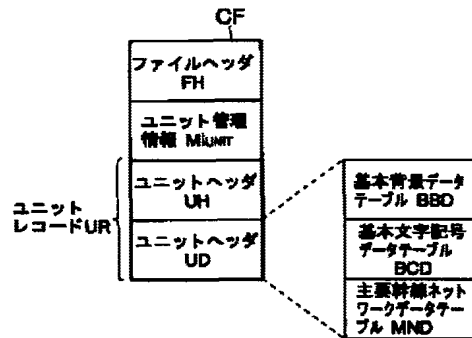 CF
ファイルヘッダ
FH
ユニット管理
情報 MIUNIT
ユニットヘッダ
UH
ユニットヘッダ
UD
ユニット
レコードUR
基本背景データ
テーブル BBD
基本文字記号
データテーブル
BCD
主要幹線ネット
ワークデータテー
ブル MND